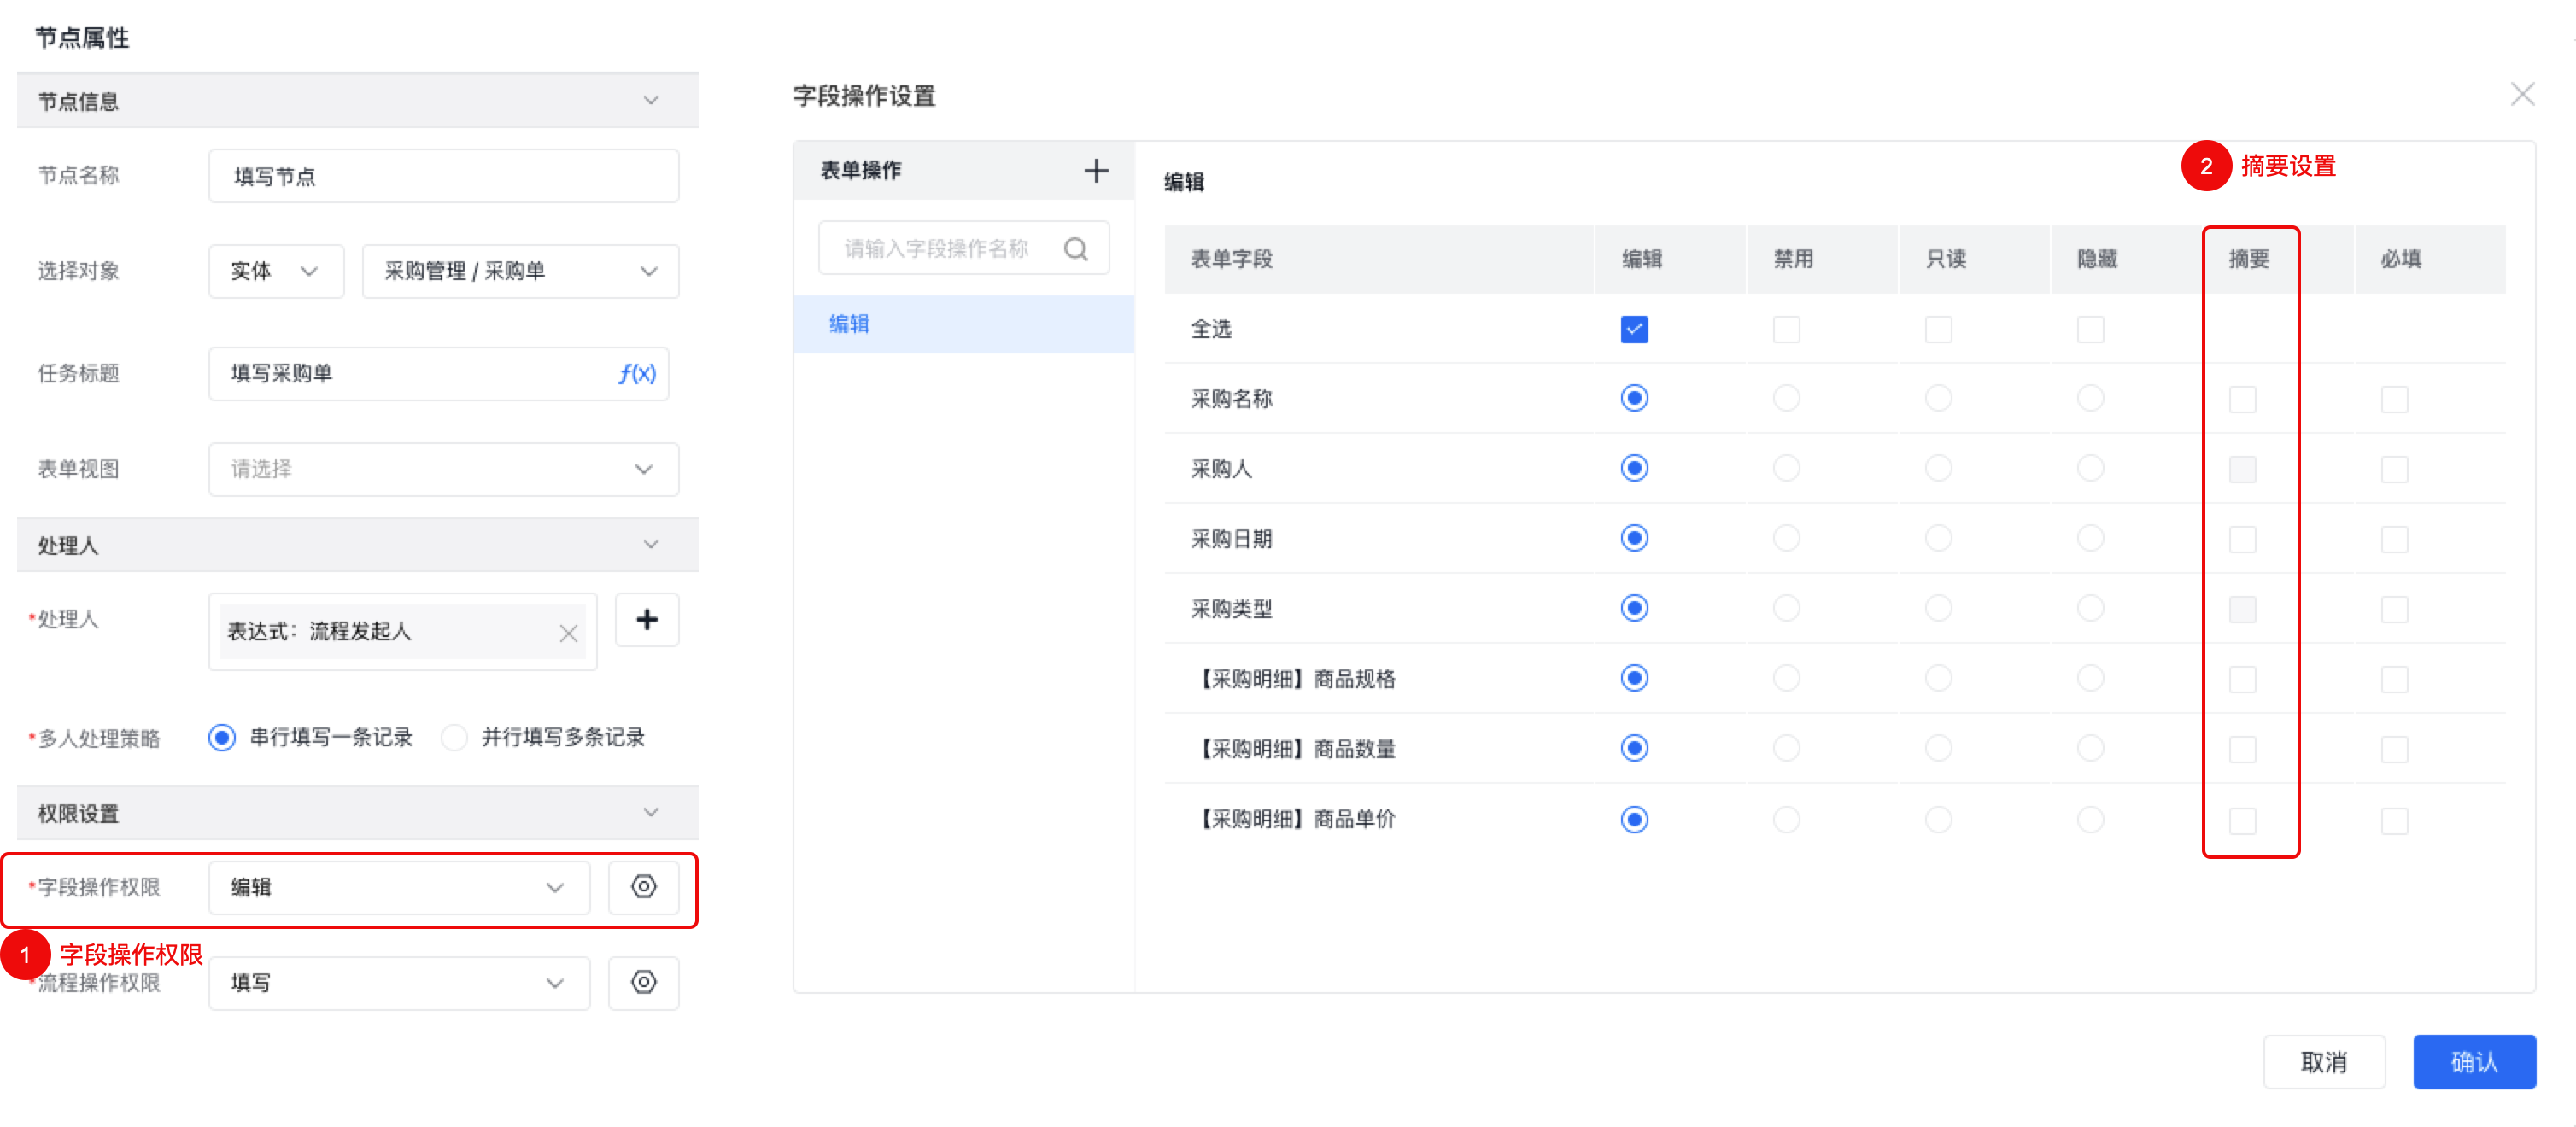 节点属性
节点信息
节点名称 填写节点
选择对象 实体 采购管理 / 采购单
任务标题 填写采购单 f(x)
表单视图 请选择
处理人
*处理人 表达式：流程发起人
*多人处理策略 串行填写一条记录 并行填写多条记录
权限设置
*字段操作权限 编辑
1 字段操作权限
*流程操作权限 填写
字段操作设置
表单操作
请输入字段操作名称
编辑
编辑
2 摘要设置
表单字段 编辑 禁用 只读 隐藏 摘要 必填
全选
采购名称
采购人
采购日期
采购类型
【采购明细】商品规格
【采购明细】商品数量
【采购明细】商品单价
取消 确认